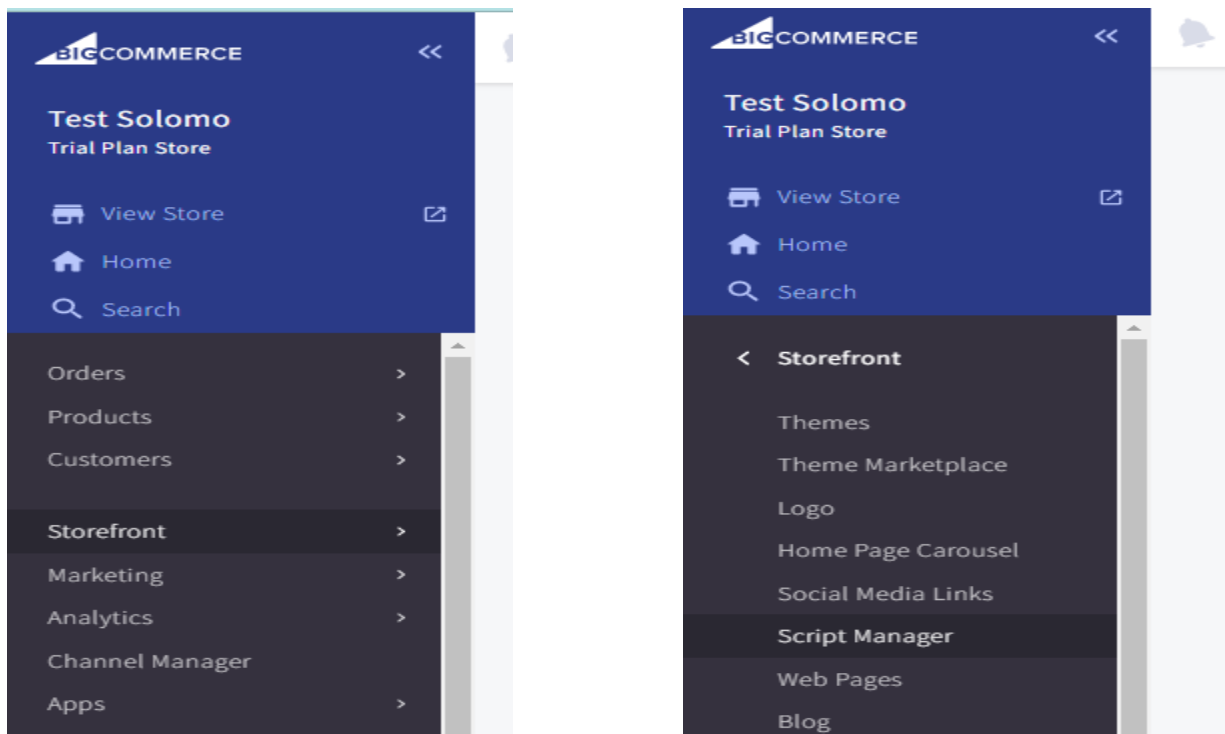 BIGCOMMERCE
Test Solomo
Trial Plan Store
View Store
Home
Search
Orders
Products
Customers
Storefront
Marketing
Analytics
Channel Manager
Apps
BIGCOMMERCE
Test Solomo
Trial Plan Store
View Store
Home
Search
Storefront
Themes
Theme Marketplace
Logo
Home Page Carousel
Social Media Links
Script Manager
Web Pages
Blog